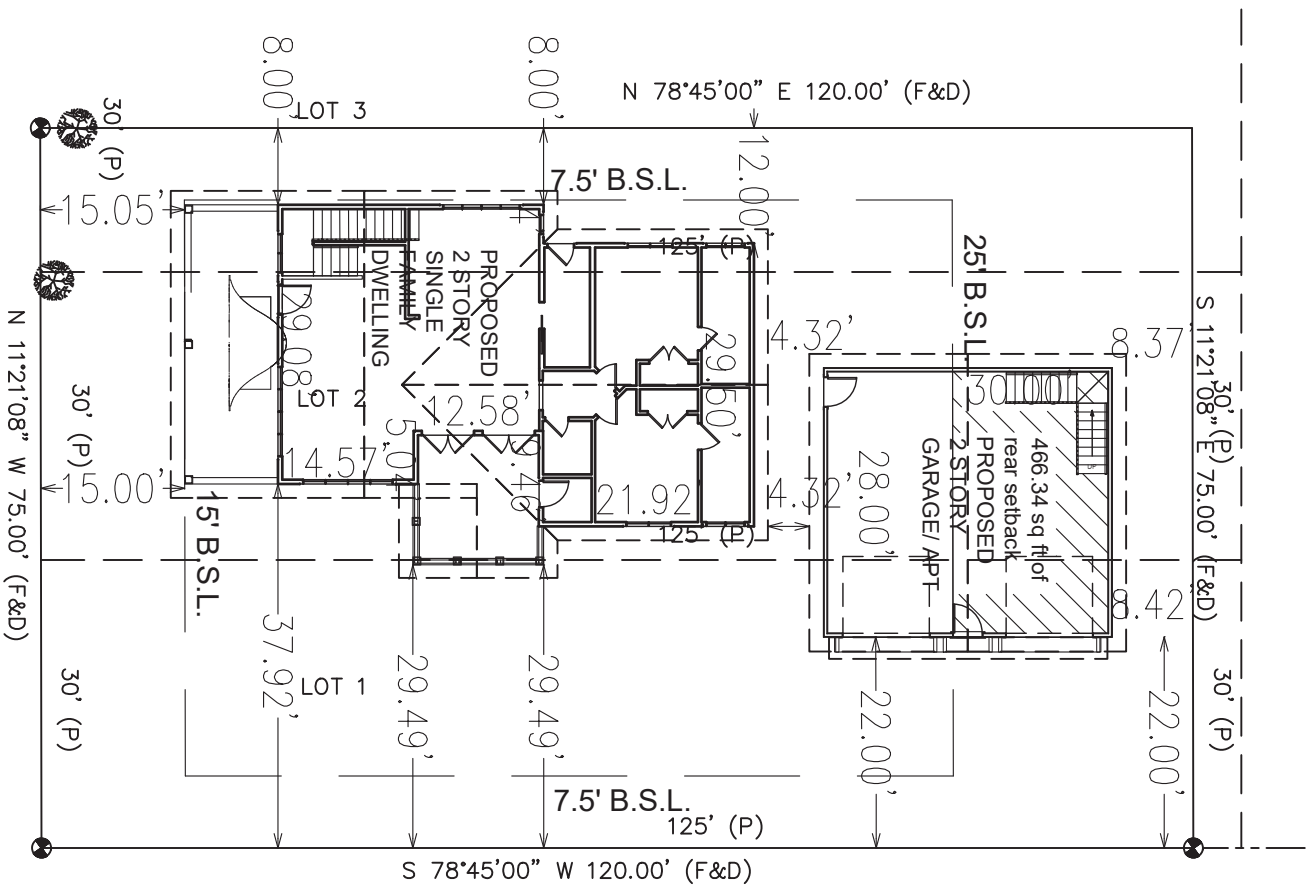 N 78°45'00" E 120.00' (F&D)
8.00'
8.00'
LOT 3
30' (P)
12.00'
7.5' B.S.L.
15.05'
125' (P)
25' B.S.L.
PROPOSED
2 STORY
SINGLE
FAMILY
DWELLING
29.08'
29.50'
4.32'
8.37'
S 11°21'08" E 75.00' (F&D)
30' (P)
30.00'
LOT 2
12.58'
30' (P)
5.04'
14.57'
9.46
21.92
15.00'
4.32'
28.00'
466.34 sq ft of
rear setback
PROPOSED
2 STORY
GARAGE/ APT
UP
125' (P)
15' B.S.L.
N 11°21'08" W 75.00' (F&D)
8.42'
37.92'
29.49'
29.49'
22.00'
22.00'
30' (P)
30' (P)
LOT 1
7.5' B.S.L.
125' (P)
S 78°45'00" W 120.00' (F&D)